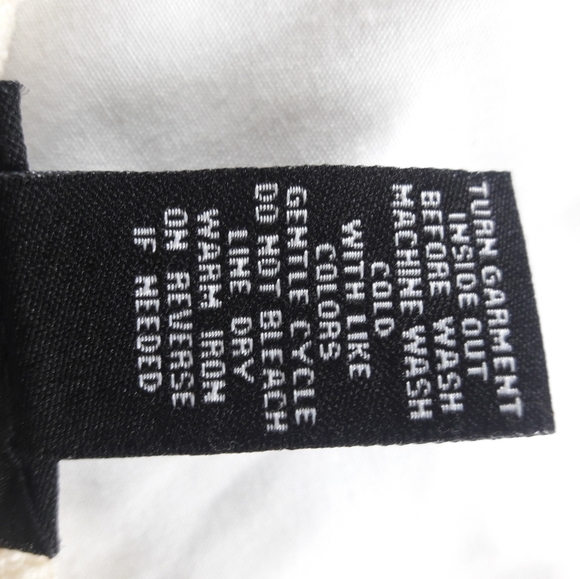 TURN GARMENT
INSIDE OUT
BEFORE WASH
MACHINE WASH
COLD
WITH LIKE
COLORS
GENTLE CYCLE
DO NOT BLEACH
LINE DRY
WARM IRON
ON REVERSE
IF NEEDED